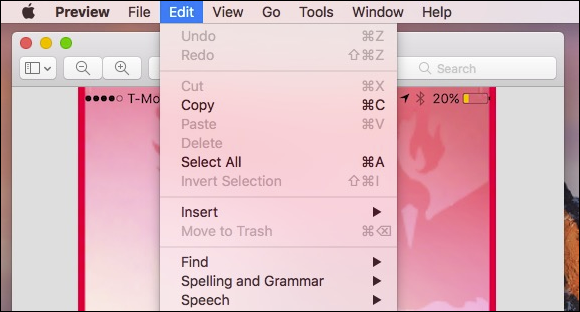 Preview File Edit View Go Tools Window Help
Undo ⌘Z
Redo ⇧⌘Z
Search
Cut ⌘X
T-Mo Copy ⌘C 20%
Paste ⌘V
Delete
Select All ⌘A
Invert Selection ⇧⌘I
Insert ▶
Move to Trash ⌘⌫
Find ▶
Spelling and Grammar ▶
Speech ▶